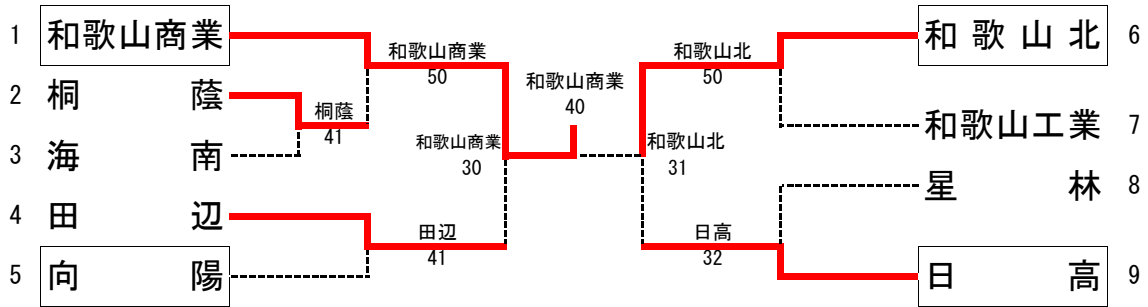 1 和歌山商業
2 桐蔭
3 海南
4 田辺
5 向陽
桐蔭
41
和歌山商業
50
田辺
41
和歌山商業
30
和歌山商業
40
和歌山北
31
和歌山北
50
日高
32
和歌山北 6
和歌山工業 7
星林 8
日高 9